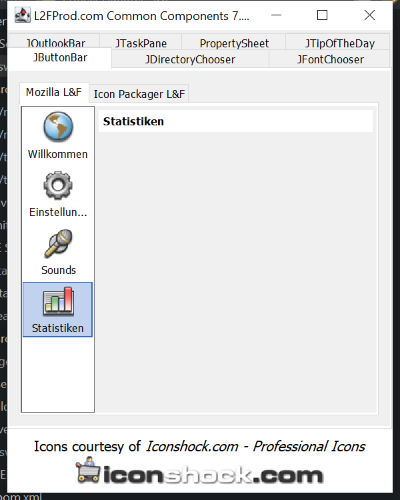 L2FProd.com Common Components 7....
JOutlookBar JTaskPane PropertySheet JTipOfTheDay
JButtonBar JDirectoryChooser JFontChooser
Mozilla L&F Icon Packager L&F
Statistiken
Willkommen
Einstellun...
Sounds
Statistiken
Icons courtesy of Iconshock.com - Professional Icons
iconshock.com